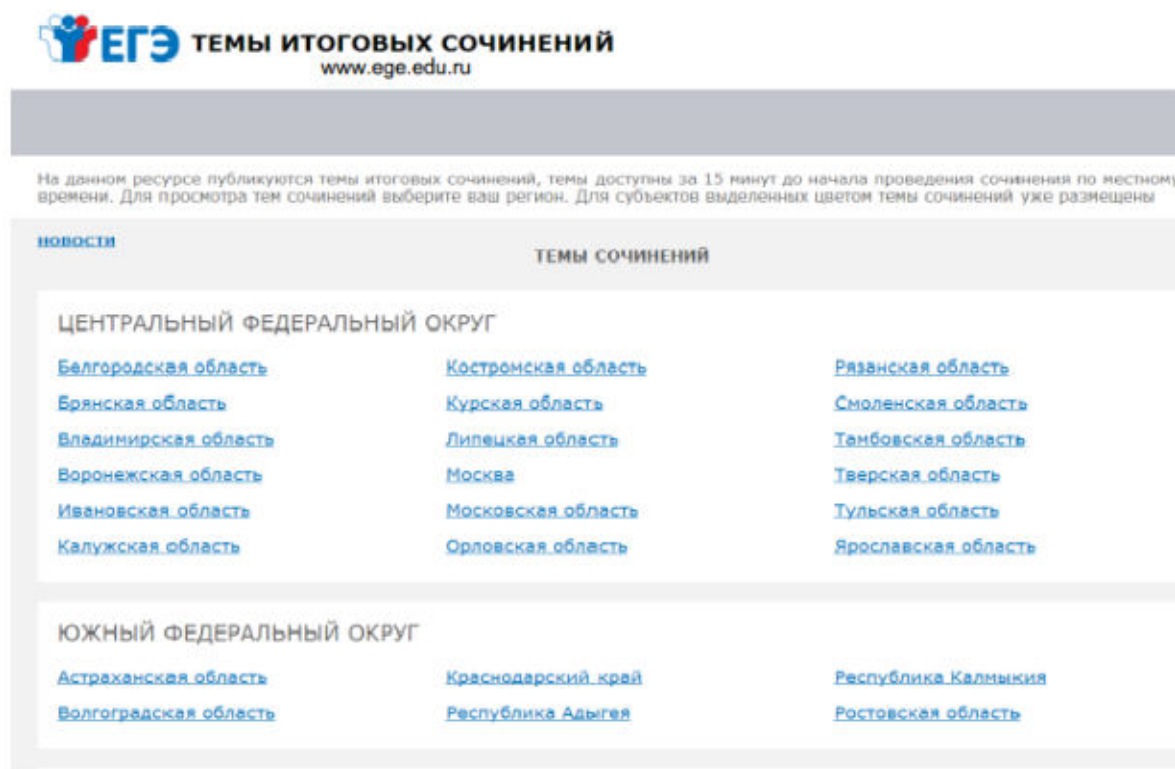 ЕГЭ ТЕМЫ ИТОГОВЫХ СОЧИНЕНИЙ
www.ege.edu.ru
На данном ресурсе публикуются темы итоговых сочинений, темы доступны за 15 минут до начала проведения сочинения по местному
времени. Для просмотра тем сочинений выберите ваш регион. Для субъектов выделенных цветом темы сочинений уже размещены
НОВОСТИ
ТЕМЫ СОЧИНЕНИЙ
ЦЕНТРАЛЬНЫЙ ФЕДЕРАЛЬНЫЙ ОКРУГ
Белгородская область Костромская область Рязанская область
Брянская область Курская область Смоленская область
Владимирская область Липецкая область Тамбовская область
Воронежская область Москва Тверская область
Ивановская область Московская область Тульская область
Калужская область Орловская область Ярославская область
ЮЖНЫЙ ФЕДЕРАЛЬНЫЙ ОКРУГ
Астраханская область Краснодарский край Республика Калмыкия
Волгоградская область Республика Адыгея Ростовская область